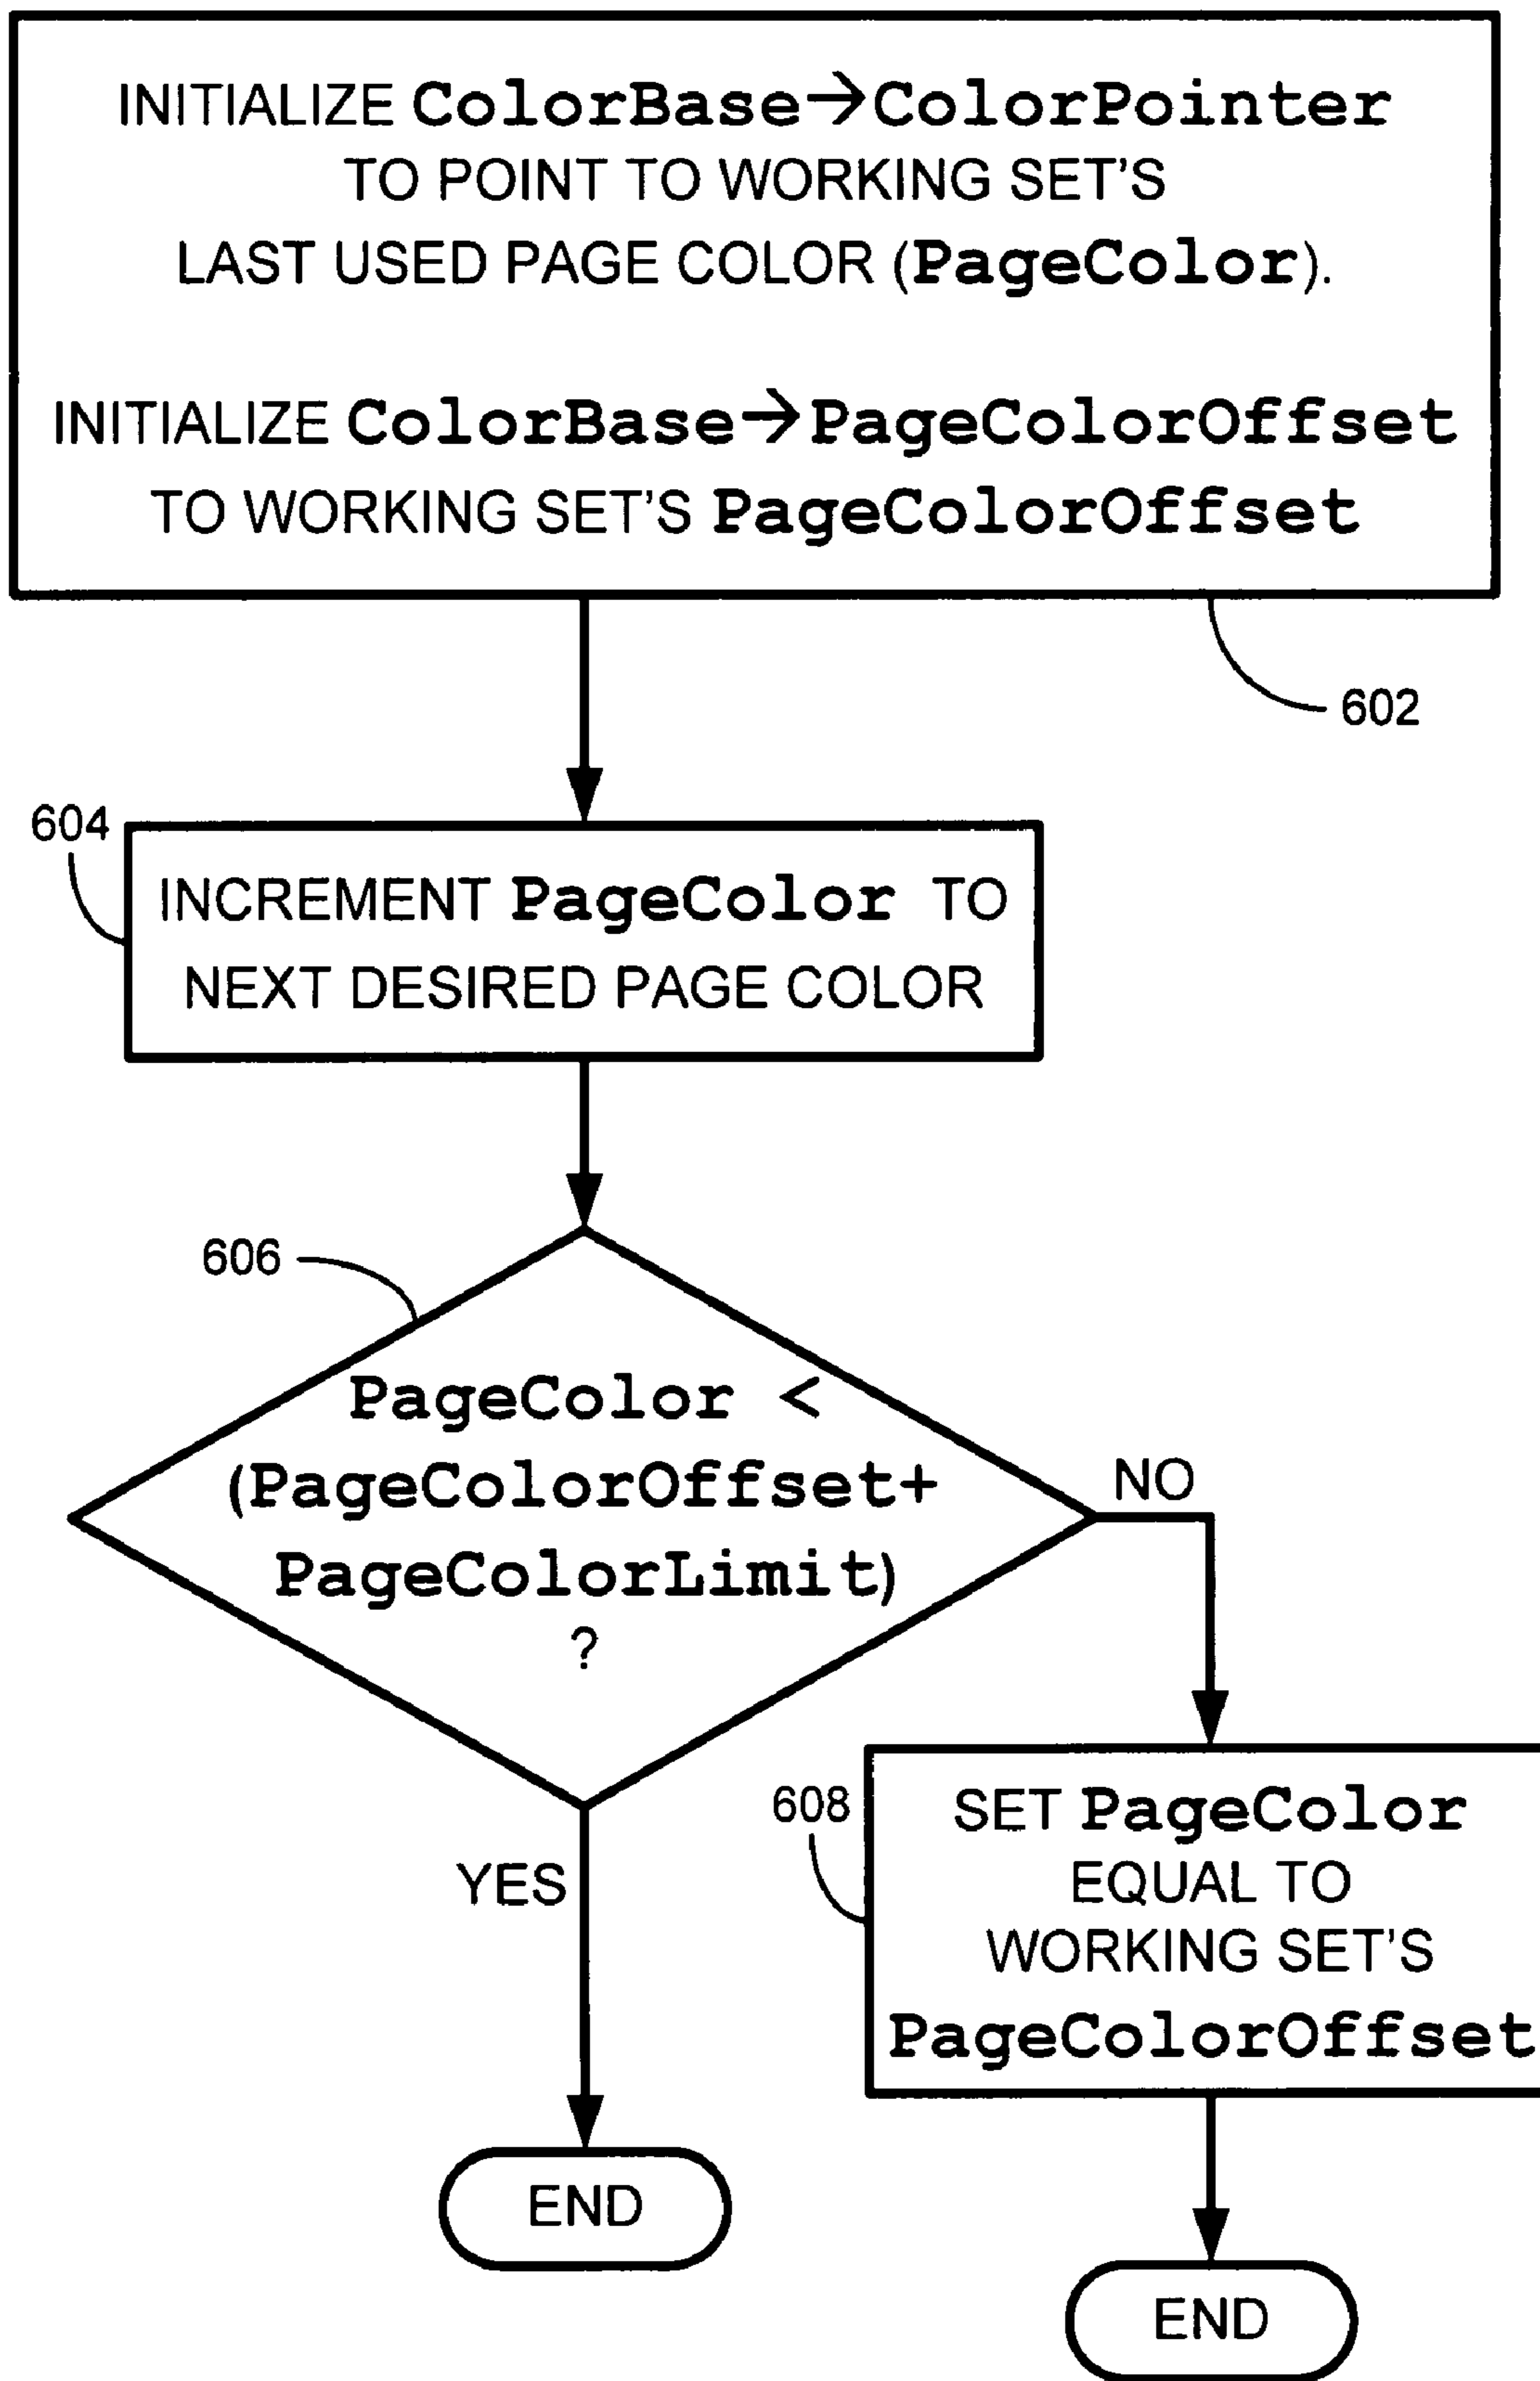 INITIALIZE ColorBase→ColorPointer
TO POINT TO WORKING SET'S
LAST USED PAGE COLOR (PageColor).
INITIALIZE ColorBase→PageColorOffset
TO WORKING SET'S PageColorOffset
602
604
INCREMENT PageColor TO
NEXT DESIRED PAGE COLOR
606
PageColor <
(PageColorOffset+
PageColorLimit)
?
NO
YES
608
SET PageColor
EQUAL TO
WORKING SET'S
PageColorOffset
END
END